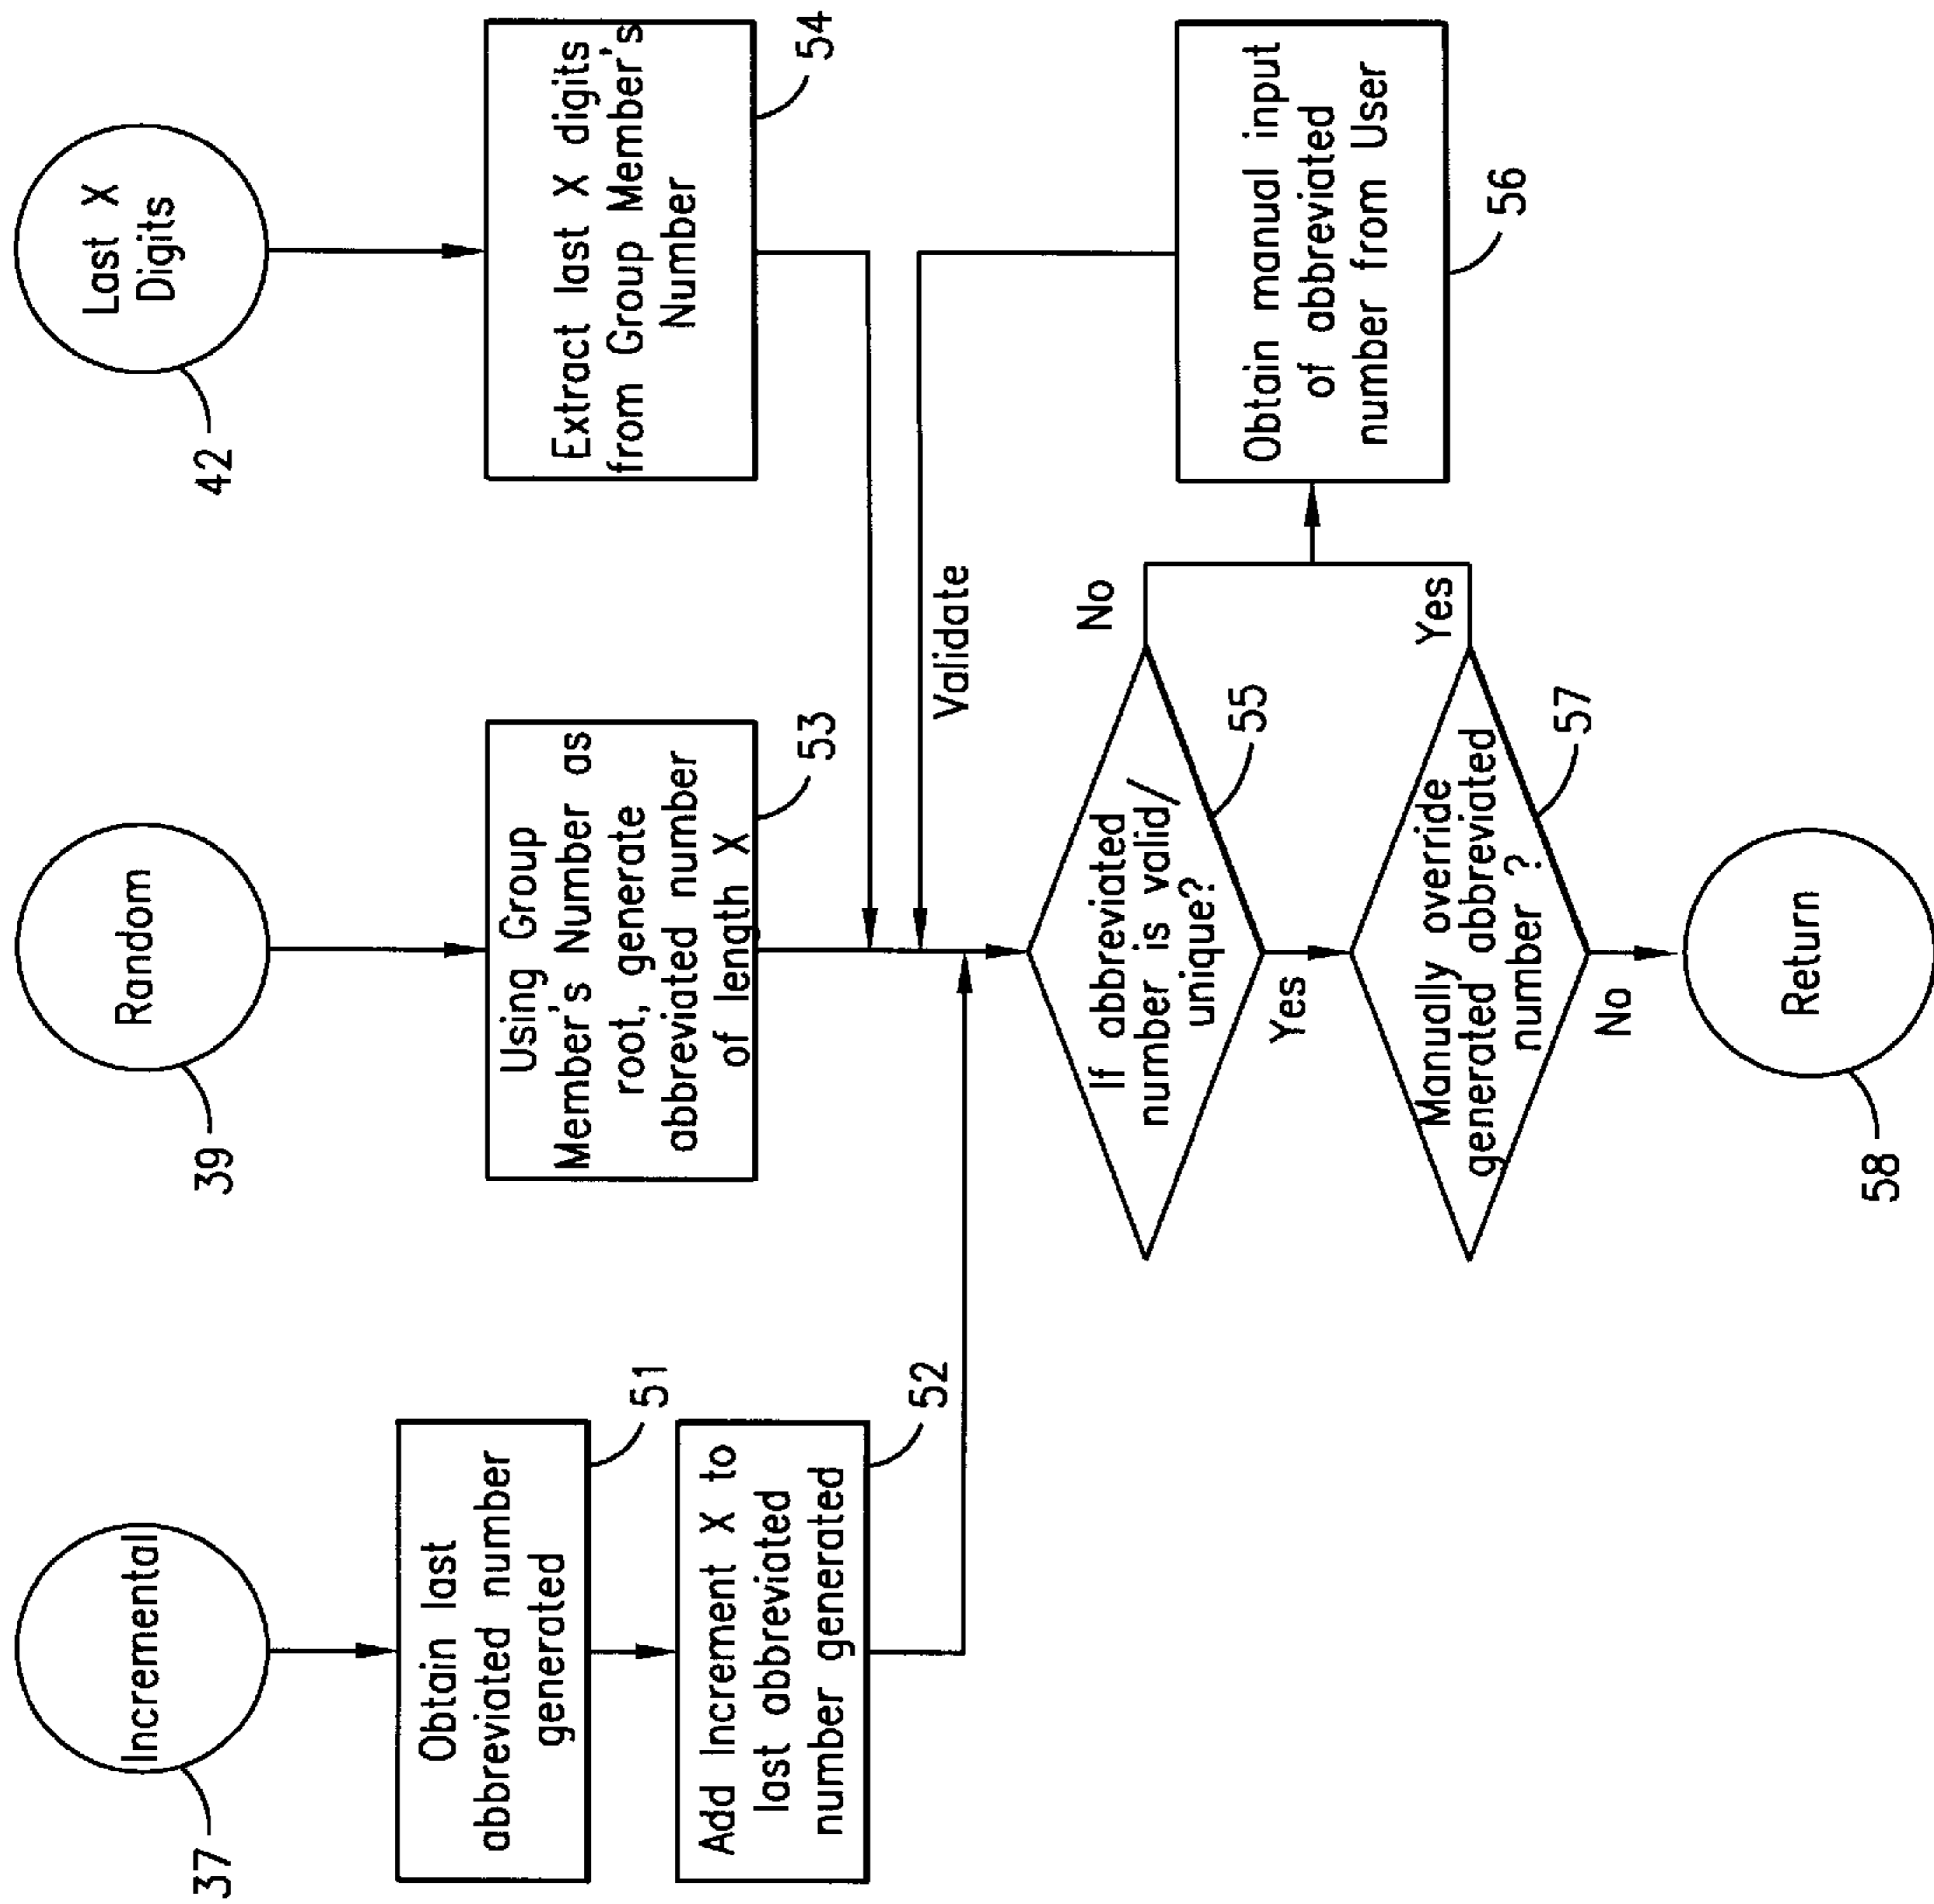 Incremental
37
Random
39
Last X
Digits
42
Obtain last
abbreviated number
generated
51
Add Increment X to
last abbreviated
number generated
52
Using Group
Member's Number as
root, generate
abbreviated number
of length X
53
Extract last X digits
from Group Member's
Number
54
Validate
If abbreviated
number is valid/
unique?
55
No
Yes
Manually override
generated abbreviated
number ?
57
Yes
No
Obtain manual input
of abbreviated
number from User
56
Return
58